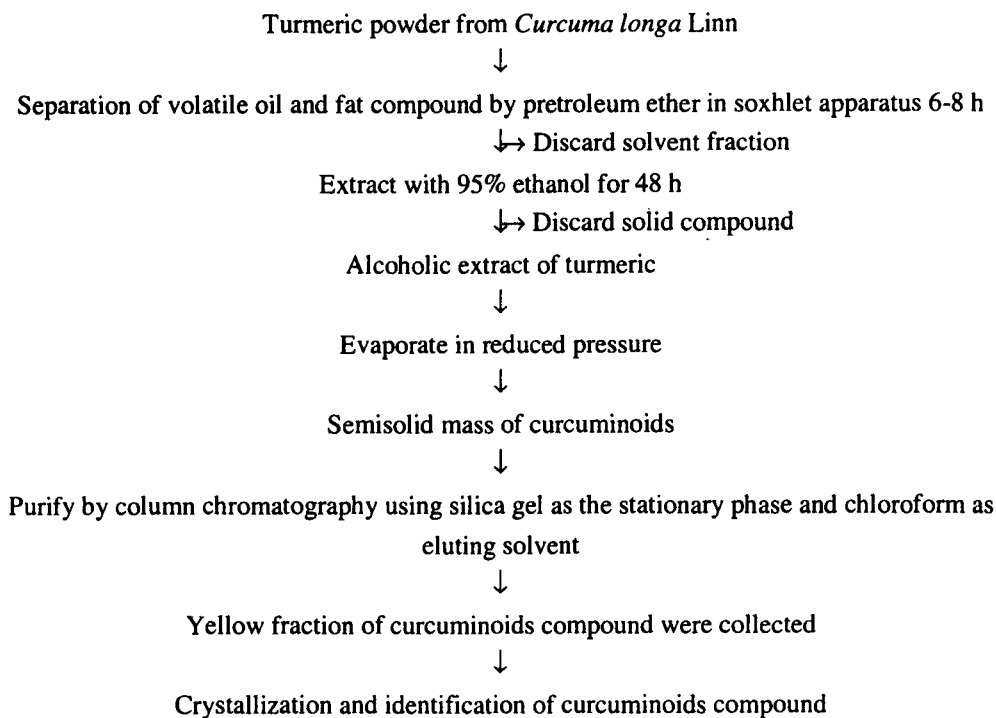 Turmeric powder from Curcuma longa Linn
↓
Separation of volatile oil and fat compound by pretroleum ether in soxhlet apparatus 6-8 h
↳→ Discard solvent fraction
Extract with 95% ethanol for 48 h
↳→ Discard solid compound
Alcoholic extract of turmeric
↓
Evaporate in reduced pressure
↓
Semisolid mass of curcuminoids
↓
Purify by column chromatography using silica gel as the stationary phase and chloroform as
eluting solvent
↓
Yellow fraction of curcuminoids compound were collected
↓
Crystallization and identification of curcuminoids compound